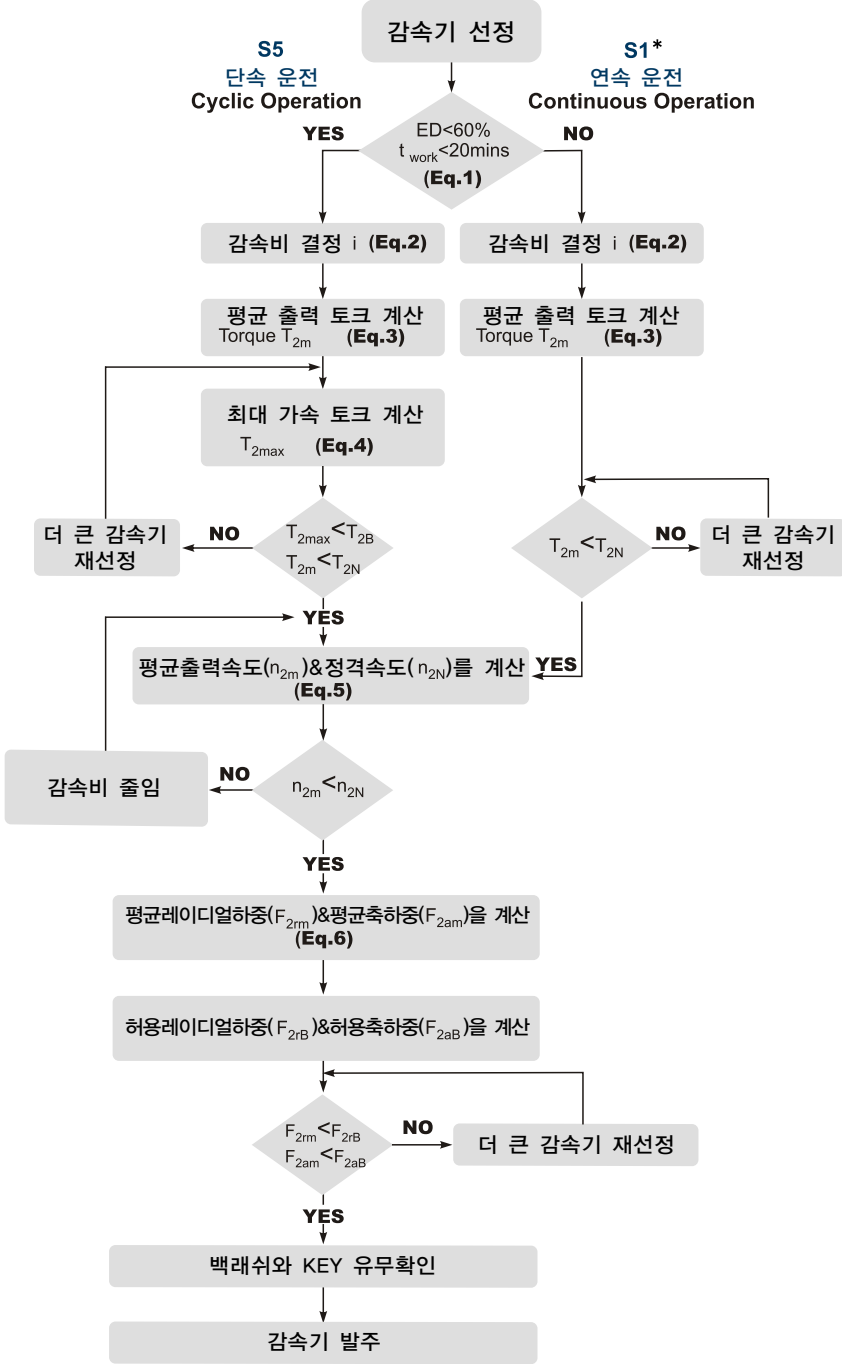 감속기 선정
S5
단속 운전
Cyclic Operation
S1*
연속 운전
Continuous Operation
YES
ED<60%
t work<20mins
(Eq.1)
NO
감속비 결정 i (Eq.2)
감속비 결정 i (Eq.2)
평균 출력 토크 계산
Torque T2m (Eq.3)
평균 출력 토크 계산
Torque T2m (Eq.3)
최대 가속 토크 계산
T2max (Eq.4)
더 큰 감속기
재선정
NO
T2max<T2B
T2m<T2N
T2m<T2N
NO
더 큰 감속기
재선정
YES
평균출력속도(n2m)&정격속도(n2N)를 계산
(Eq.5)
YES
감속비 줄임
NO
n2m<n2N
YES
평균레이디얼하중(F2rm)&평균축하중(F2am)을 계산
(Eq.6)
허용레이디얼하중(F2rB)&허용축하중(F2aB)을 계산
F2rm<F2rB
F2am<F2aB
NO
더 큰 감속기 재선정
YES
백래쉬와 KEY 유무확인
감속기 발주